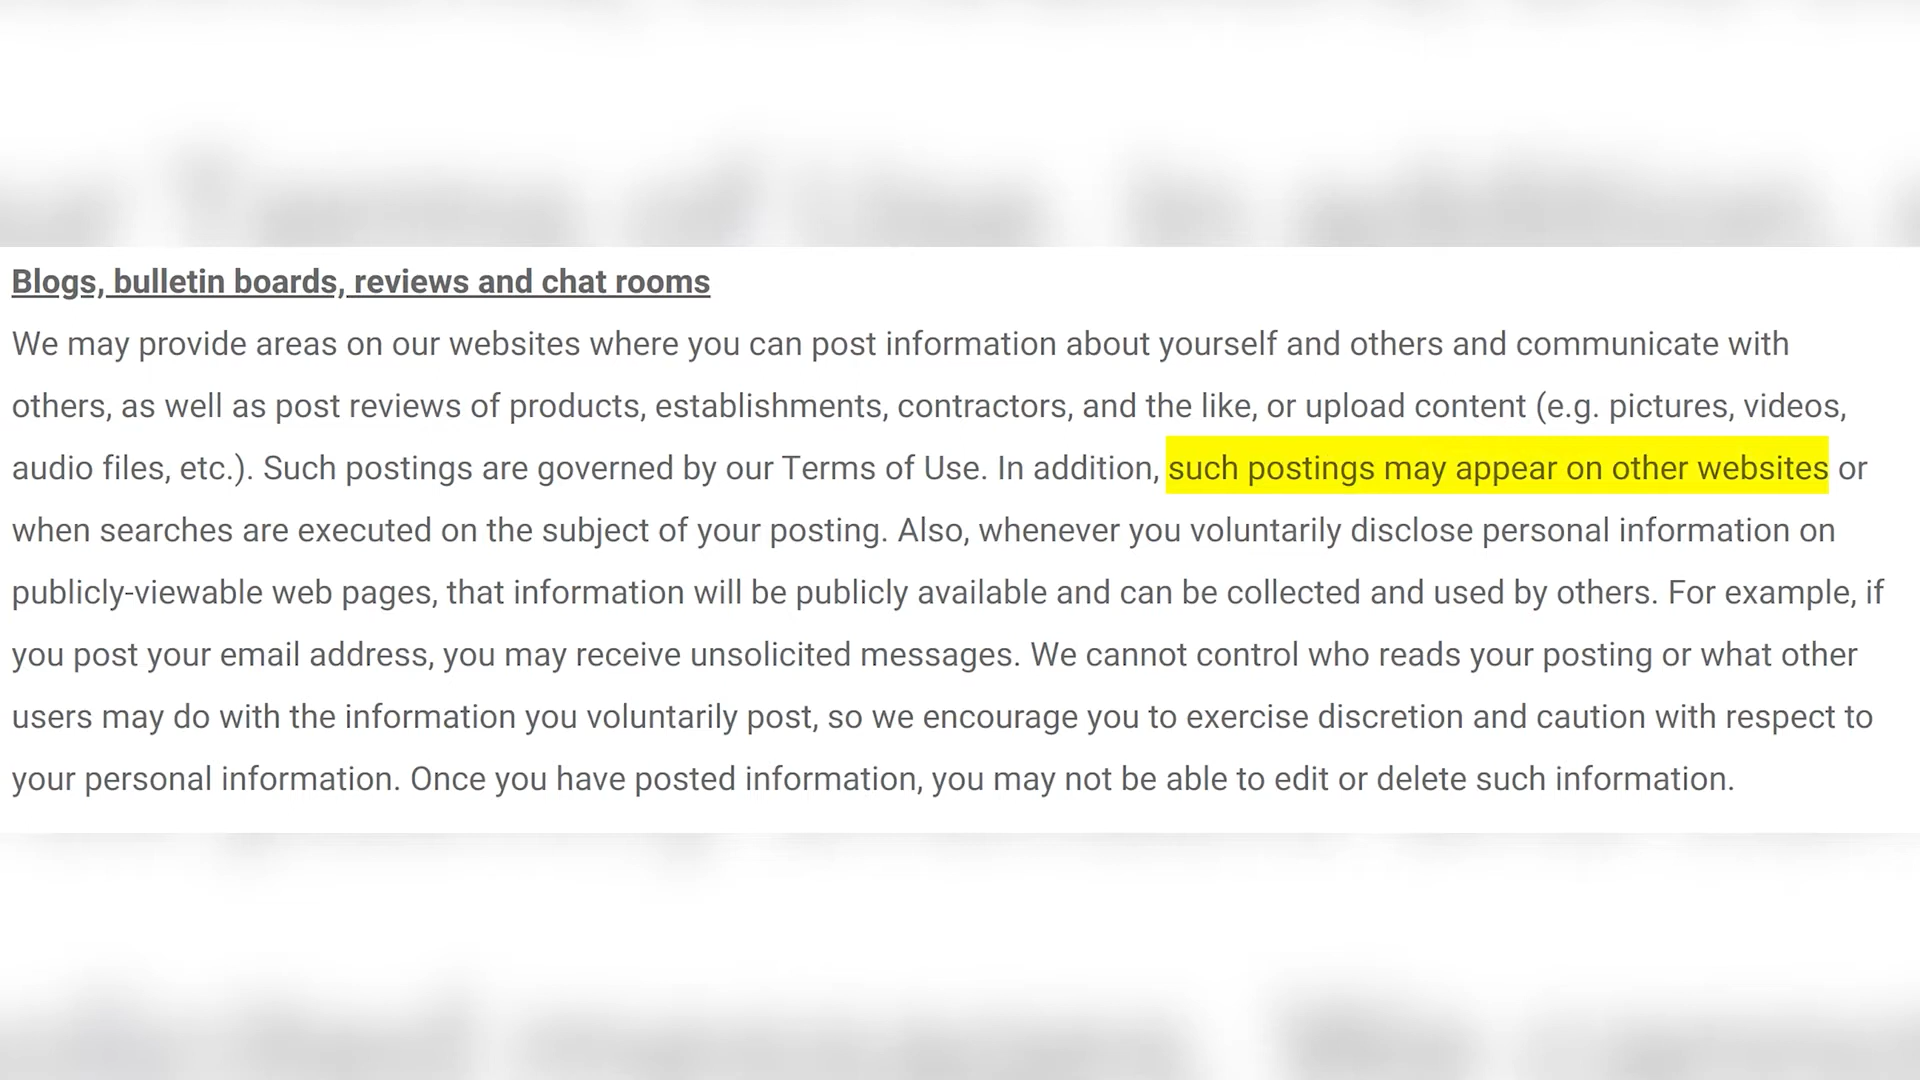 Blogs, bulletin boards, reviews and chat rooms
We may provide areas on our websites where you can post information about yourself and others and communicate with
others, as well as post reviews of products, establishments, contractors, and the like, or upload content (e.g. pictures, videos,
audio files, etc.). Such postings are governed by our Terms of Use. In addition, such postings may appear on other websites or
when searches are executed on the subject of your posting. Also, whenever you voluntarily disclose personal information on
publicly-viewable web pages, that information will be publicly available and can be collected and used by others. For example, if
you post your email address, you may receive unsolicited messages. We cannot control who reads your posting or what other
users may do with the information you voluntarily post, so we encourage you to exercise discretion and caution with respect to
your personal information. Once you have posted information, you may not be able to edit or delete such information.